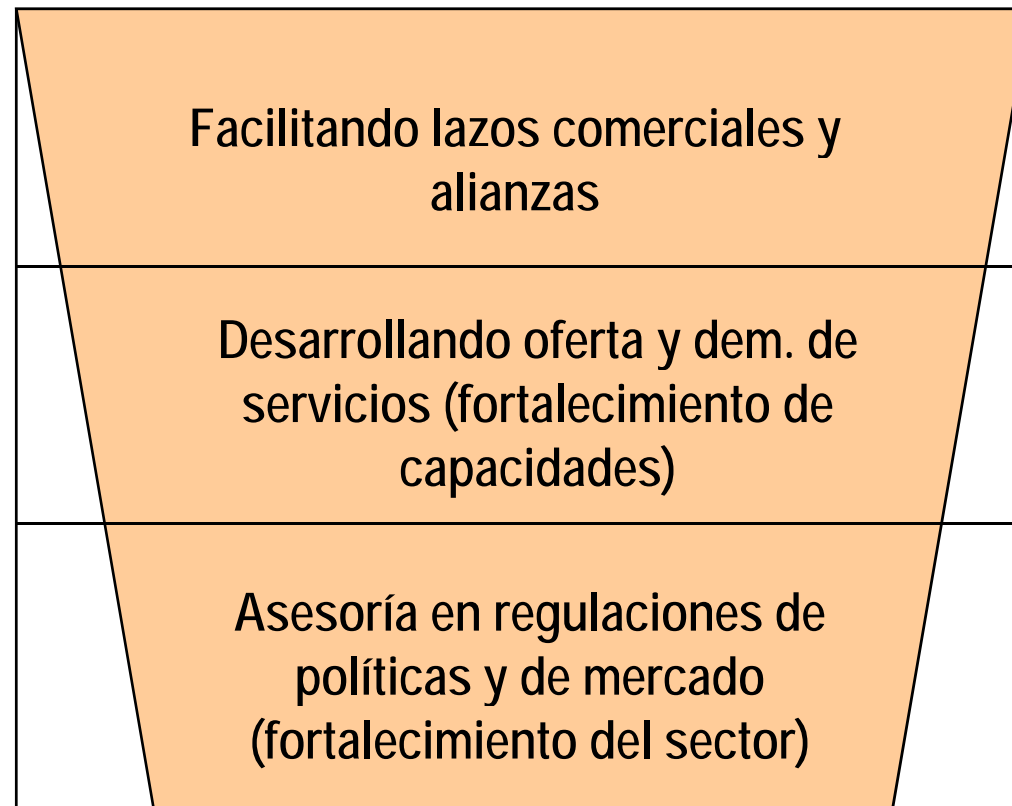 Facilitando lazos comerciales y
alianzas
Desarrollando oferta y dem. de
servicios (fortalecimiento de
capacidades)
Asesoría en regulaciones de
políticas y de mercado
(fortalecimiento del sector)